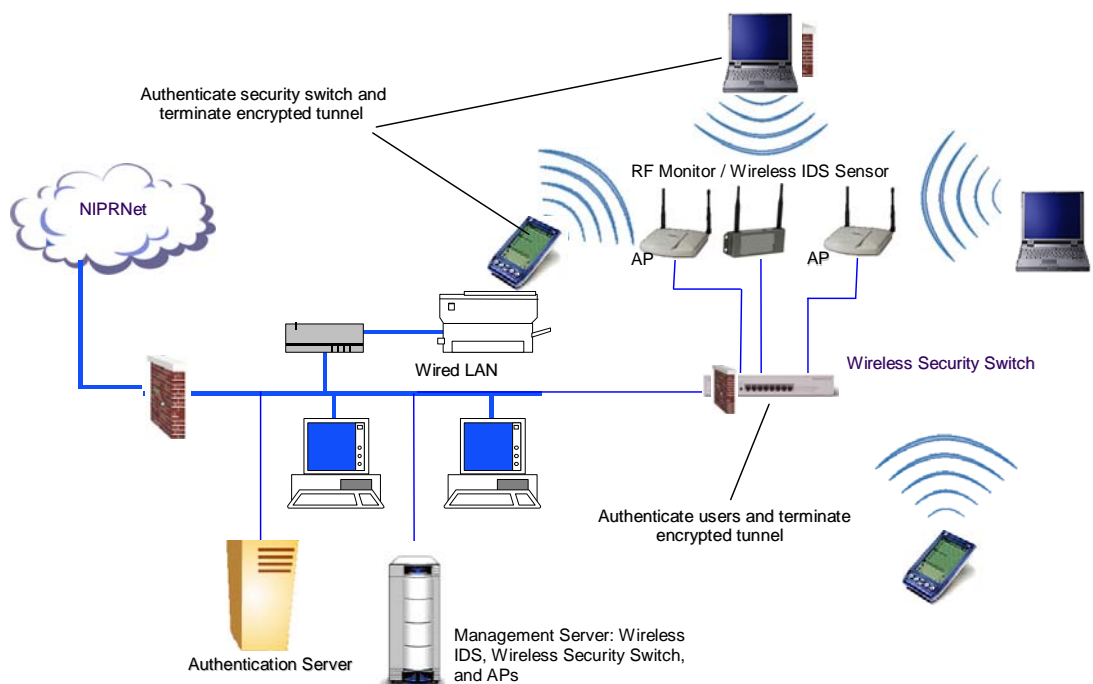 Authenticate security switch and
terminate encrypted tunnel
RF Monitor / Wireless IDS Sensor
NIPRNet
AP
AP
Wired LAN
Wireless Security Switch
Authenticate users and terminate
encrypted tunnel
Authentication Server
Management Server: Wireless
IDS, Wireless Security Switch,
and APs